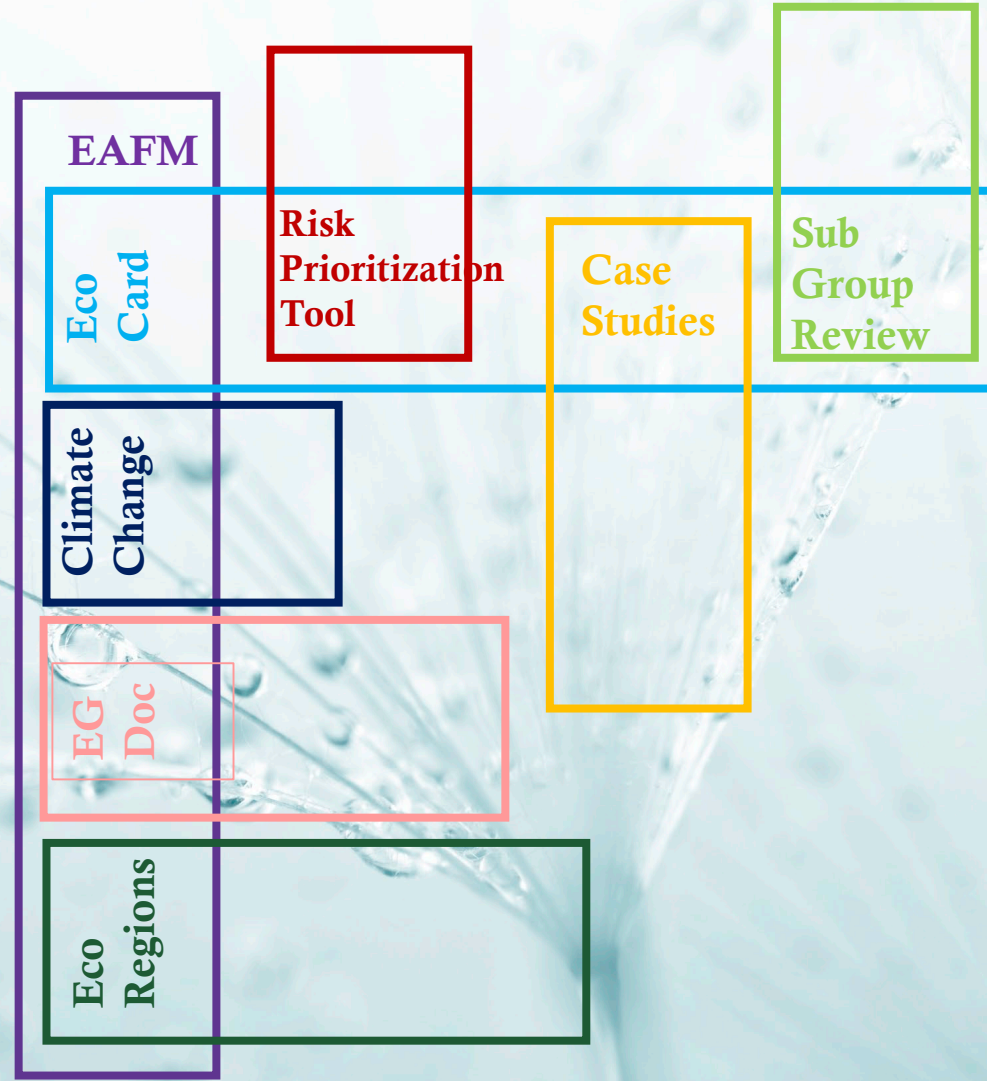 EAFM
Eco
Card
Risk
Prioritization
Tool
Case
Studies
Sub
Group
Review
Climate
Change
EG
Doc
Eco
Regions